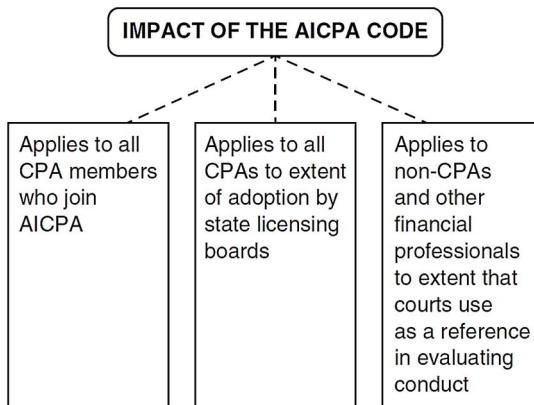 IMPACT OF THE AICPA CODE
Applies to all
CPA members
who join
AICPA
Applies to all
CPAs to extent
of adoption by
state licensing
boards
Applies to
non-CPAs
and other
financial
professionals
to extent that
courts use
as a reference
in evaluating
conduct